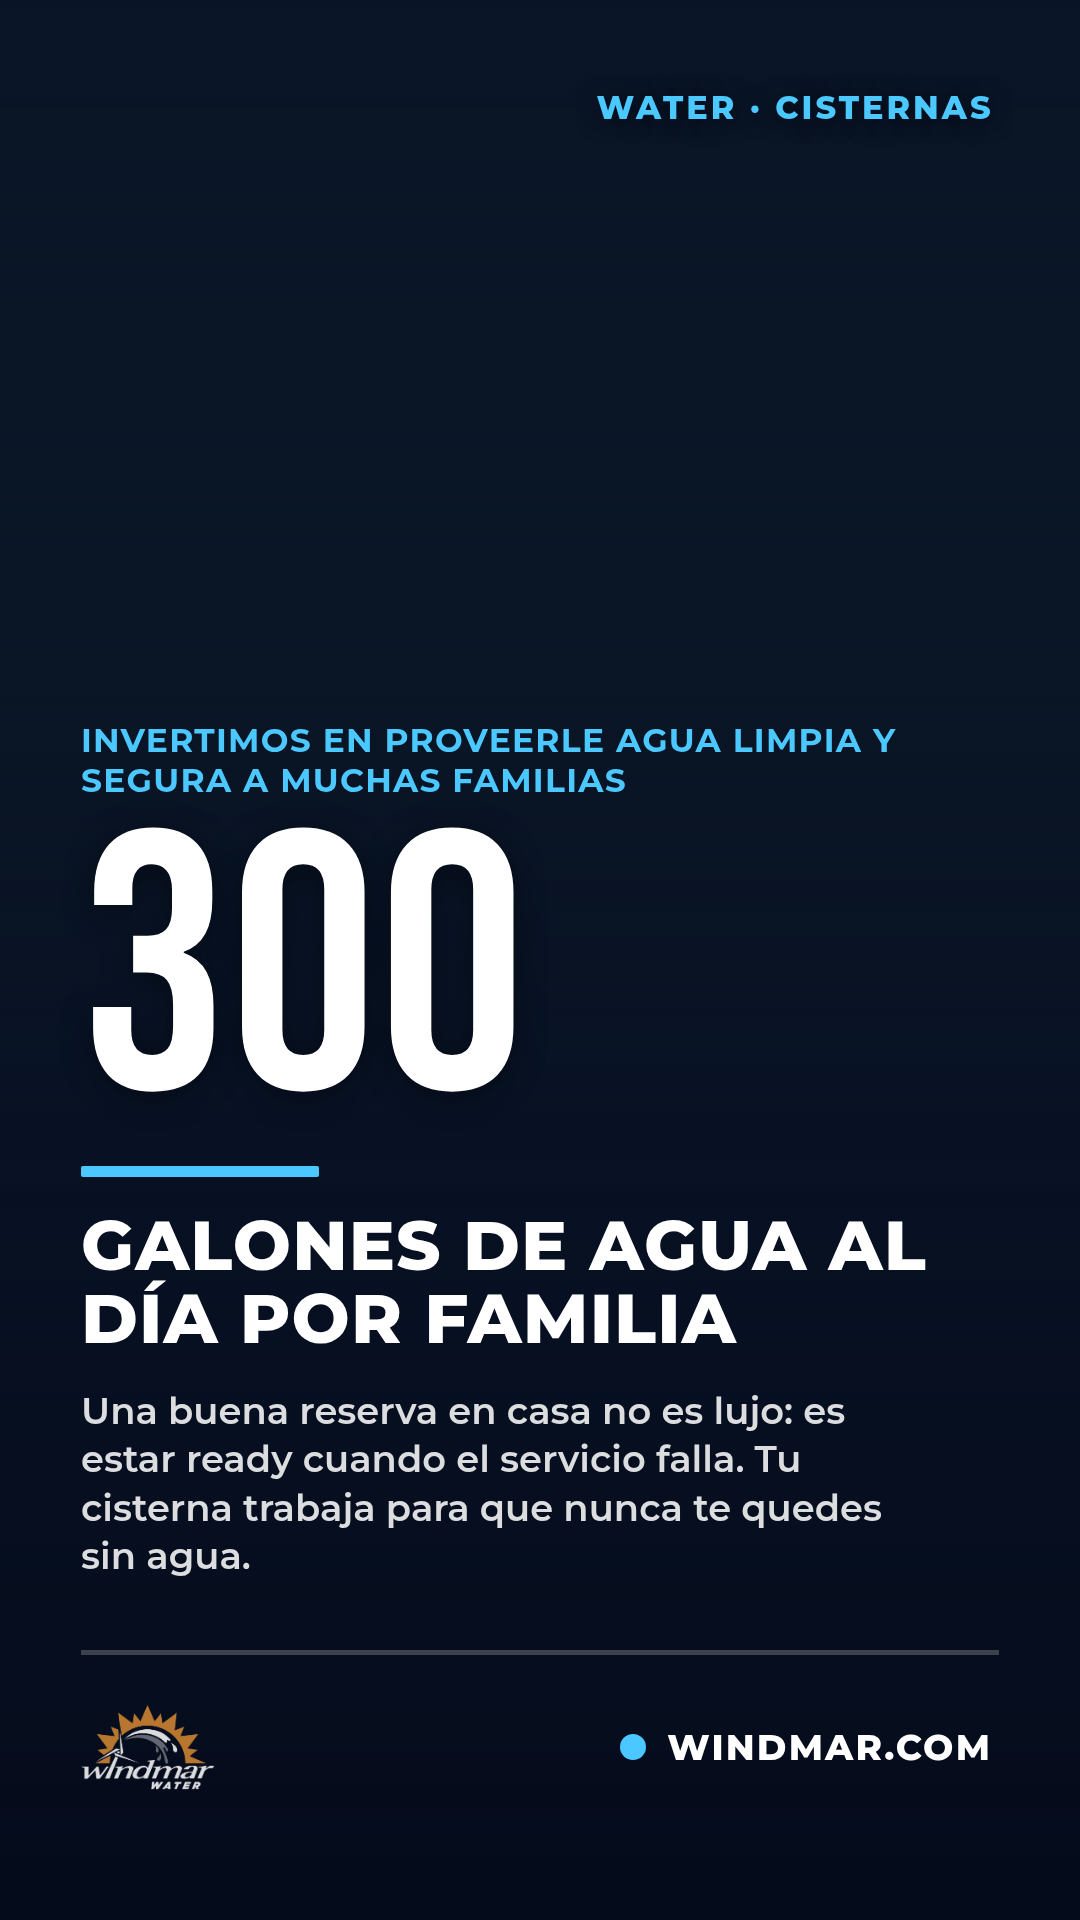 WATER · CISTERNAS
INVERTIMOS EN PROVEERLE AGUA LIMPIA Y
SEGURA A MUCHAS FAMILIAS
300
GALONES DE AGUA AL
DÍA POR FAMILIA
Una buena reserva en casa no es lujo: es
estar ready cuando el servicio falla. Tu
cisterna trabaja para que nunca te quedes
sin agua.
windmar
WATER
WINDMAR.COM